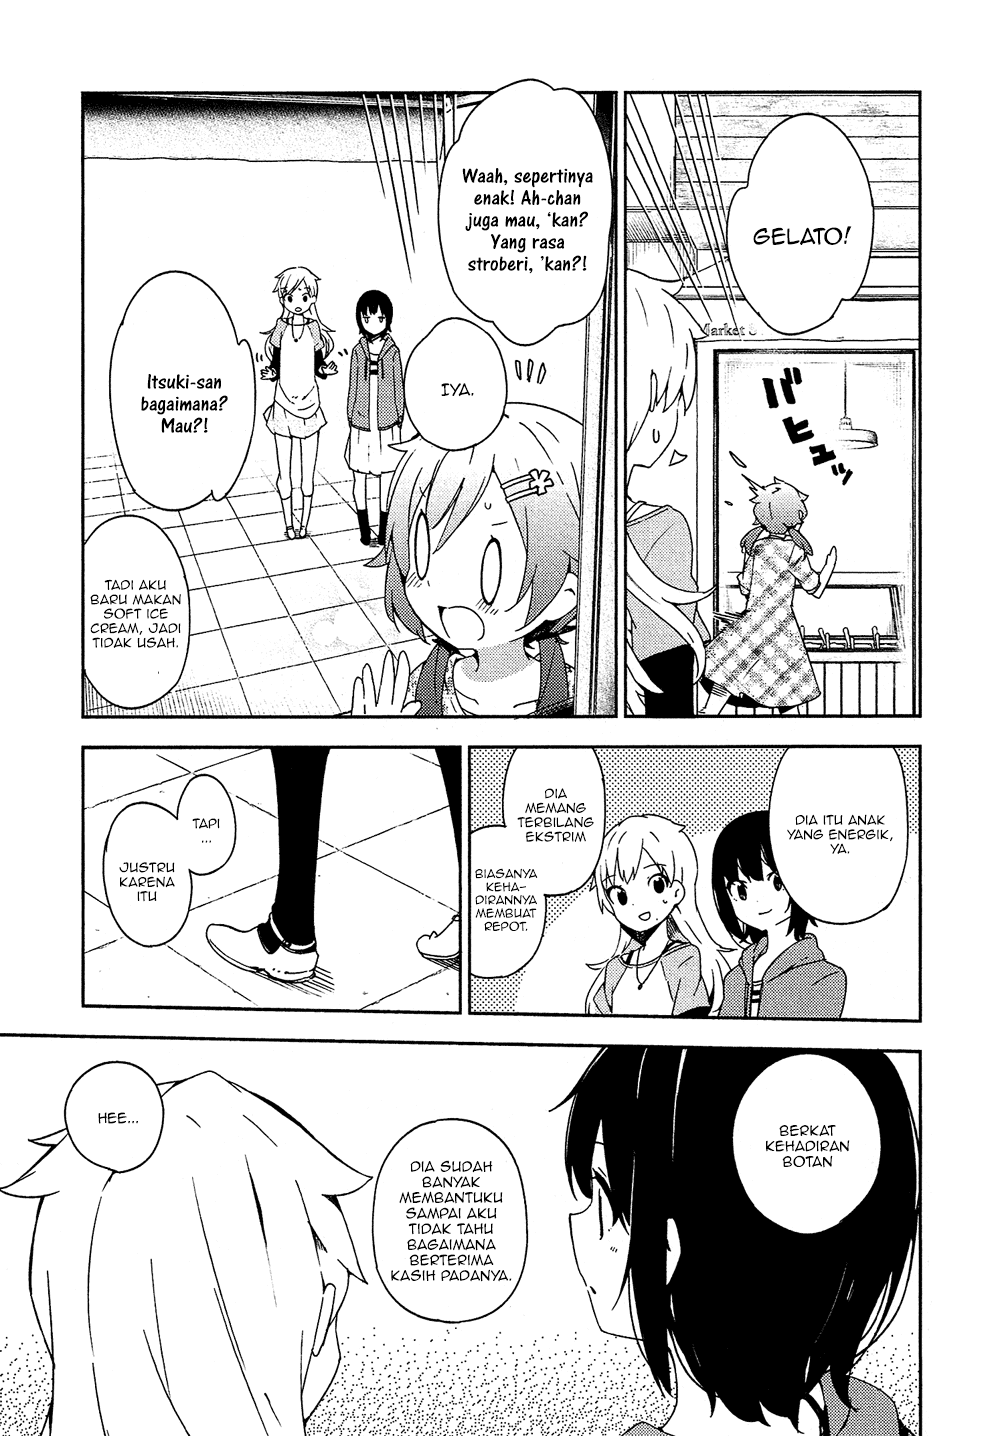 GELATO!
Market
バヒュッ
Waah, sepertinya
enak! Ah-chan
juga mau, ‘kan?
Yang rasa
stroberi, ’kan?!
IYA.
Itsuki-san
bagaimana?
Mau?!
TADI AKU
BARU MAKAN
SOFT ICE
CREAM, JADI
TIDAK USAH.
DIA ITU ANAK
YANG ENERGIK,
YA.
DIA
MEMANG
TERBILANG
EKSTRIM
BIASANYA
KEHA-
DIRANNYA
MEMBUAT
REPOT.
TAPI
...
JUSTRU
KARENA
ITU
BERKAT
KEHADIRAN
BOTAN
DIA SUDAH
BANYAK
MEMBANTUKU
SAMPAI AKU
TIDAK TAHU
BAGAIMANA
BERTERIMA
KASIH PADANYA.
HEE...